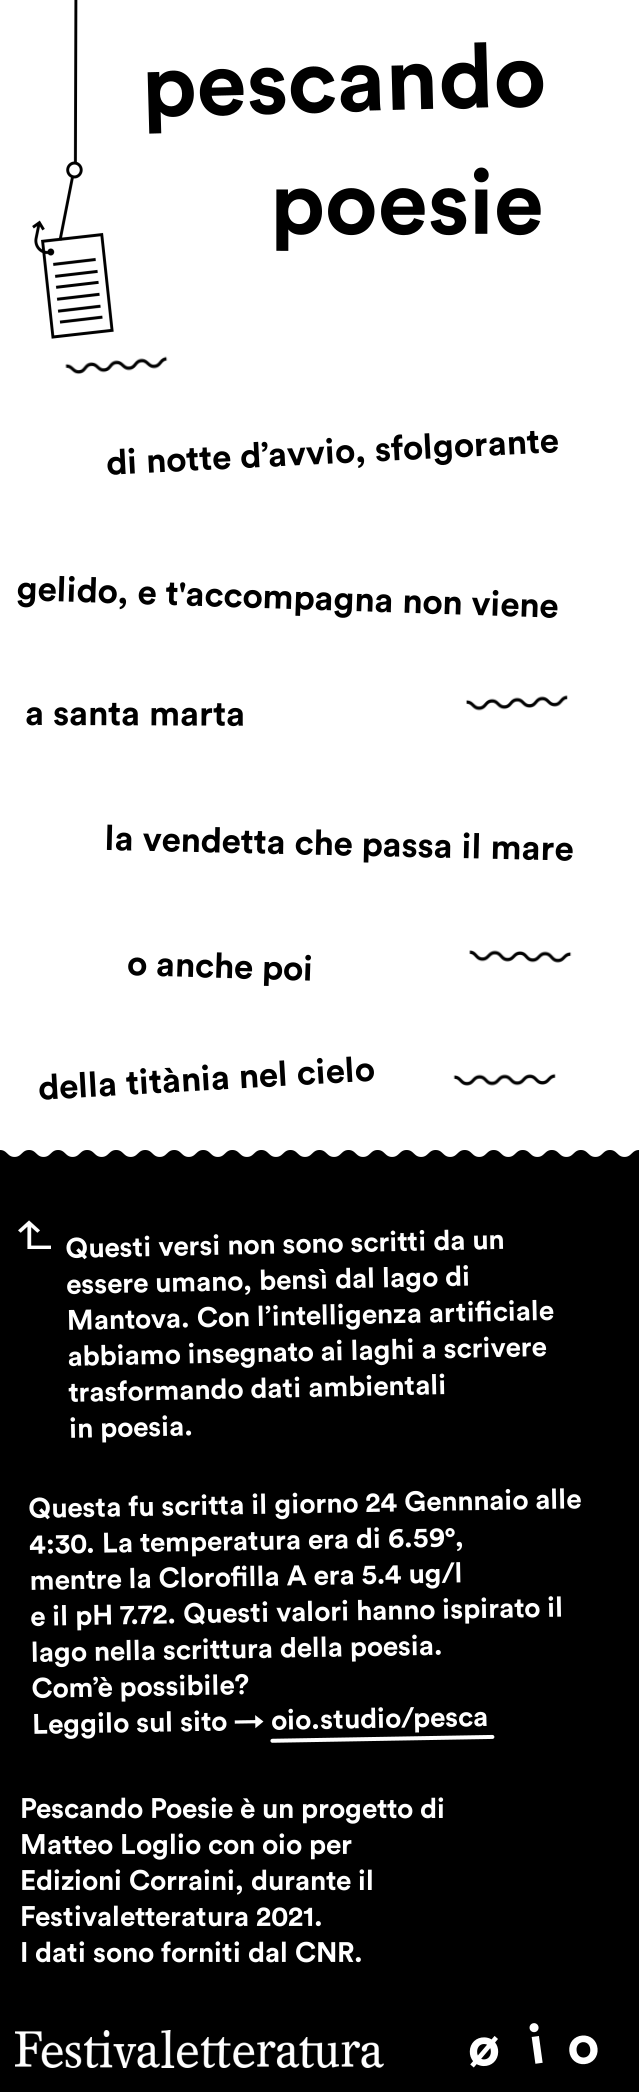 pescando
poesie
di notte d’avvio, sfolgorante
gelido, e t'accompagna non viene
a santa marta
la vendetta che passa il mare
o anche poi
della titània nel cielo
Questi versi non sono scritti da un
essere umano, bensì dal lago di
Mantova. Con l’intelligenza artificiale
abbiamo insegnato ai laghi a scrivere
trasformando dati ambientali
in poesia.
Questa fu scritta il giorno 24 Gennnaio alle
4:30. La temperatura era di 6.59°,
mentre la Clorofilla A era 5.4 ug/l
e il pH 7.72. Questi valori hanno ispirato il
lago nella scrittura della poesia.
Com’è possibile?
Leggilo sul sito → oio.studio/pesca
Pescando Poesie è un progetto di
Matteo Loglio con oio per
Edizioni Corraini, durante il
Festivaletteratura 2021.
I dati sono forniti dal CNR.
Festivaletteratura øio